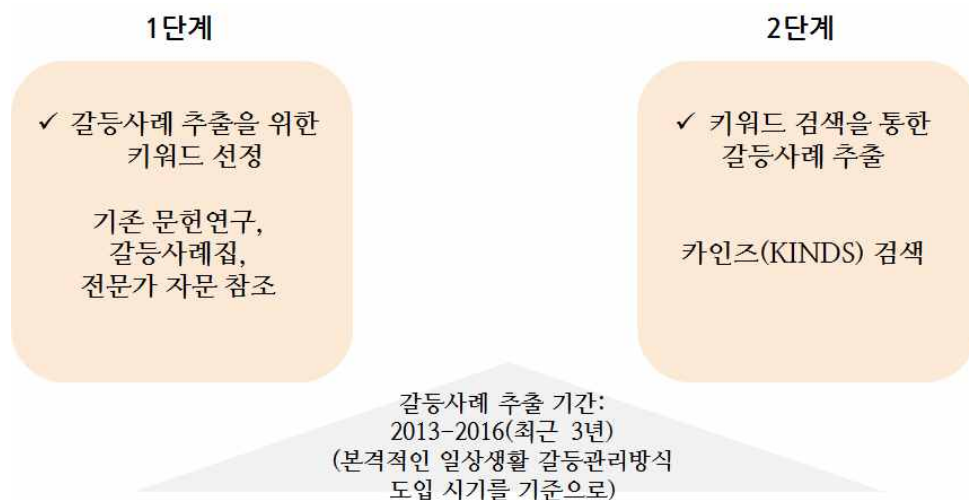 1단계
✓ 갈등사례 추출을 위한
키워드 선정
기존 문헌연구,
갈등사례집,
전문가 자문 참조
2단계
✓ 키워드 검색을 통한
갈등사례 추출
카인즈(KINDS) 검색
갈등사례 추출 기간:
2013-2016(최근 3년)
(본격적인 일상생활 갈등관리방식
도입 시기를 기준으로)